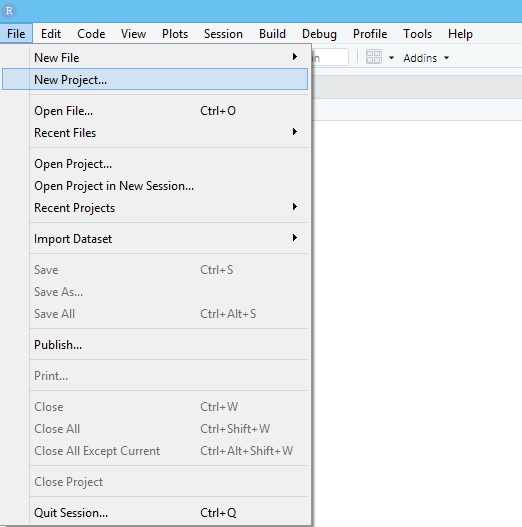 R
File Edit Code View Plots Session Build Debug Profile Tools Help
Addins
New File
New Project...
Open File... Ctrl+O
Recent Files
Open Project...
Open Project in New Session...
Recent Projects
Import Dataset
Save Ctrl+S
Save As...
Save All Ctrl+Alt+S
Publish...
Print...
Close Ctrl+W
Close All Ctrl+Shift+W
Close All Except Current Ctrl+Alt+Shift+W
Close Project
Quit Session... Ctrl+Q